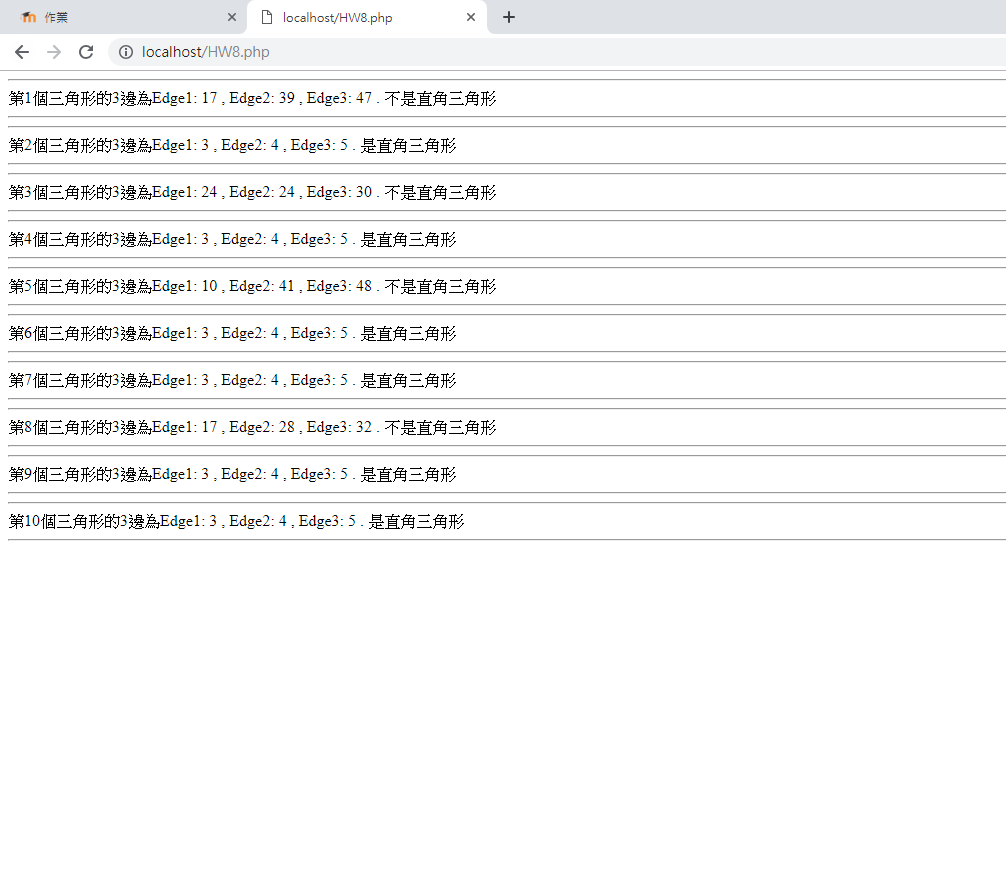 作業
localhost/HW8.php
localhost/HW8.php
第1個三角形的3邊為Edge1: 17 , Edge2: 39 , Edge3: 47 . 不是直角三角形
第2個三角形的3邊為Edge1: 3 , Edge2: 4 , Edge3: 5 . 是直角三角形
第3個三角形的3邊為Edge1: 24 , Edge2: 24 , Edge3: 30 . 不是直角三角形
第4個三角形的3邊為Edge1: 3 , Edge2: 4 , Edge3: 5 . 是直角三角形
第5個三角形的3邊為Edge1: 10 , Edge2: 41 , Edge3: 48 . 不是直角三角形
第6個三角形的3邊為Edge1: 3 , Edge2: 4 , Edge3: 5 . 是直角三角形
第7個三角形的3邊為Edge1: 3 , Edge2: 4 , Edge3: 5 . 是直角三角形
第8個三角形的3邊為Edge1: 17 , Edge2: 28 , Edge3: 32 . 不是直角三角形
第9個三角形的3邊為Edge1: 3 , Edge2: 4 , Edge3: 5 . 是直角三角形
第10個三角形的3邊為Edge1: 3 , Edge2: 4 , Edge3: 5 . 是直角三角形